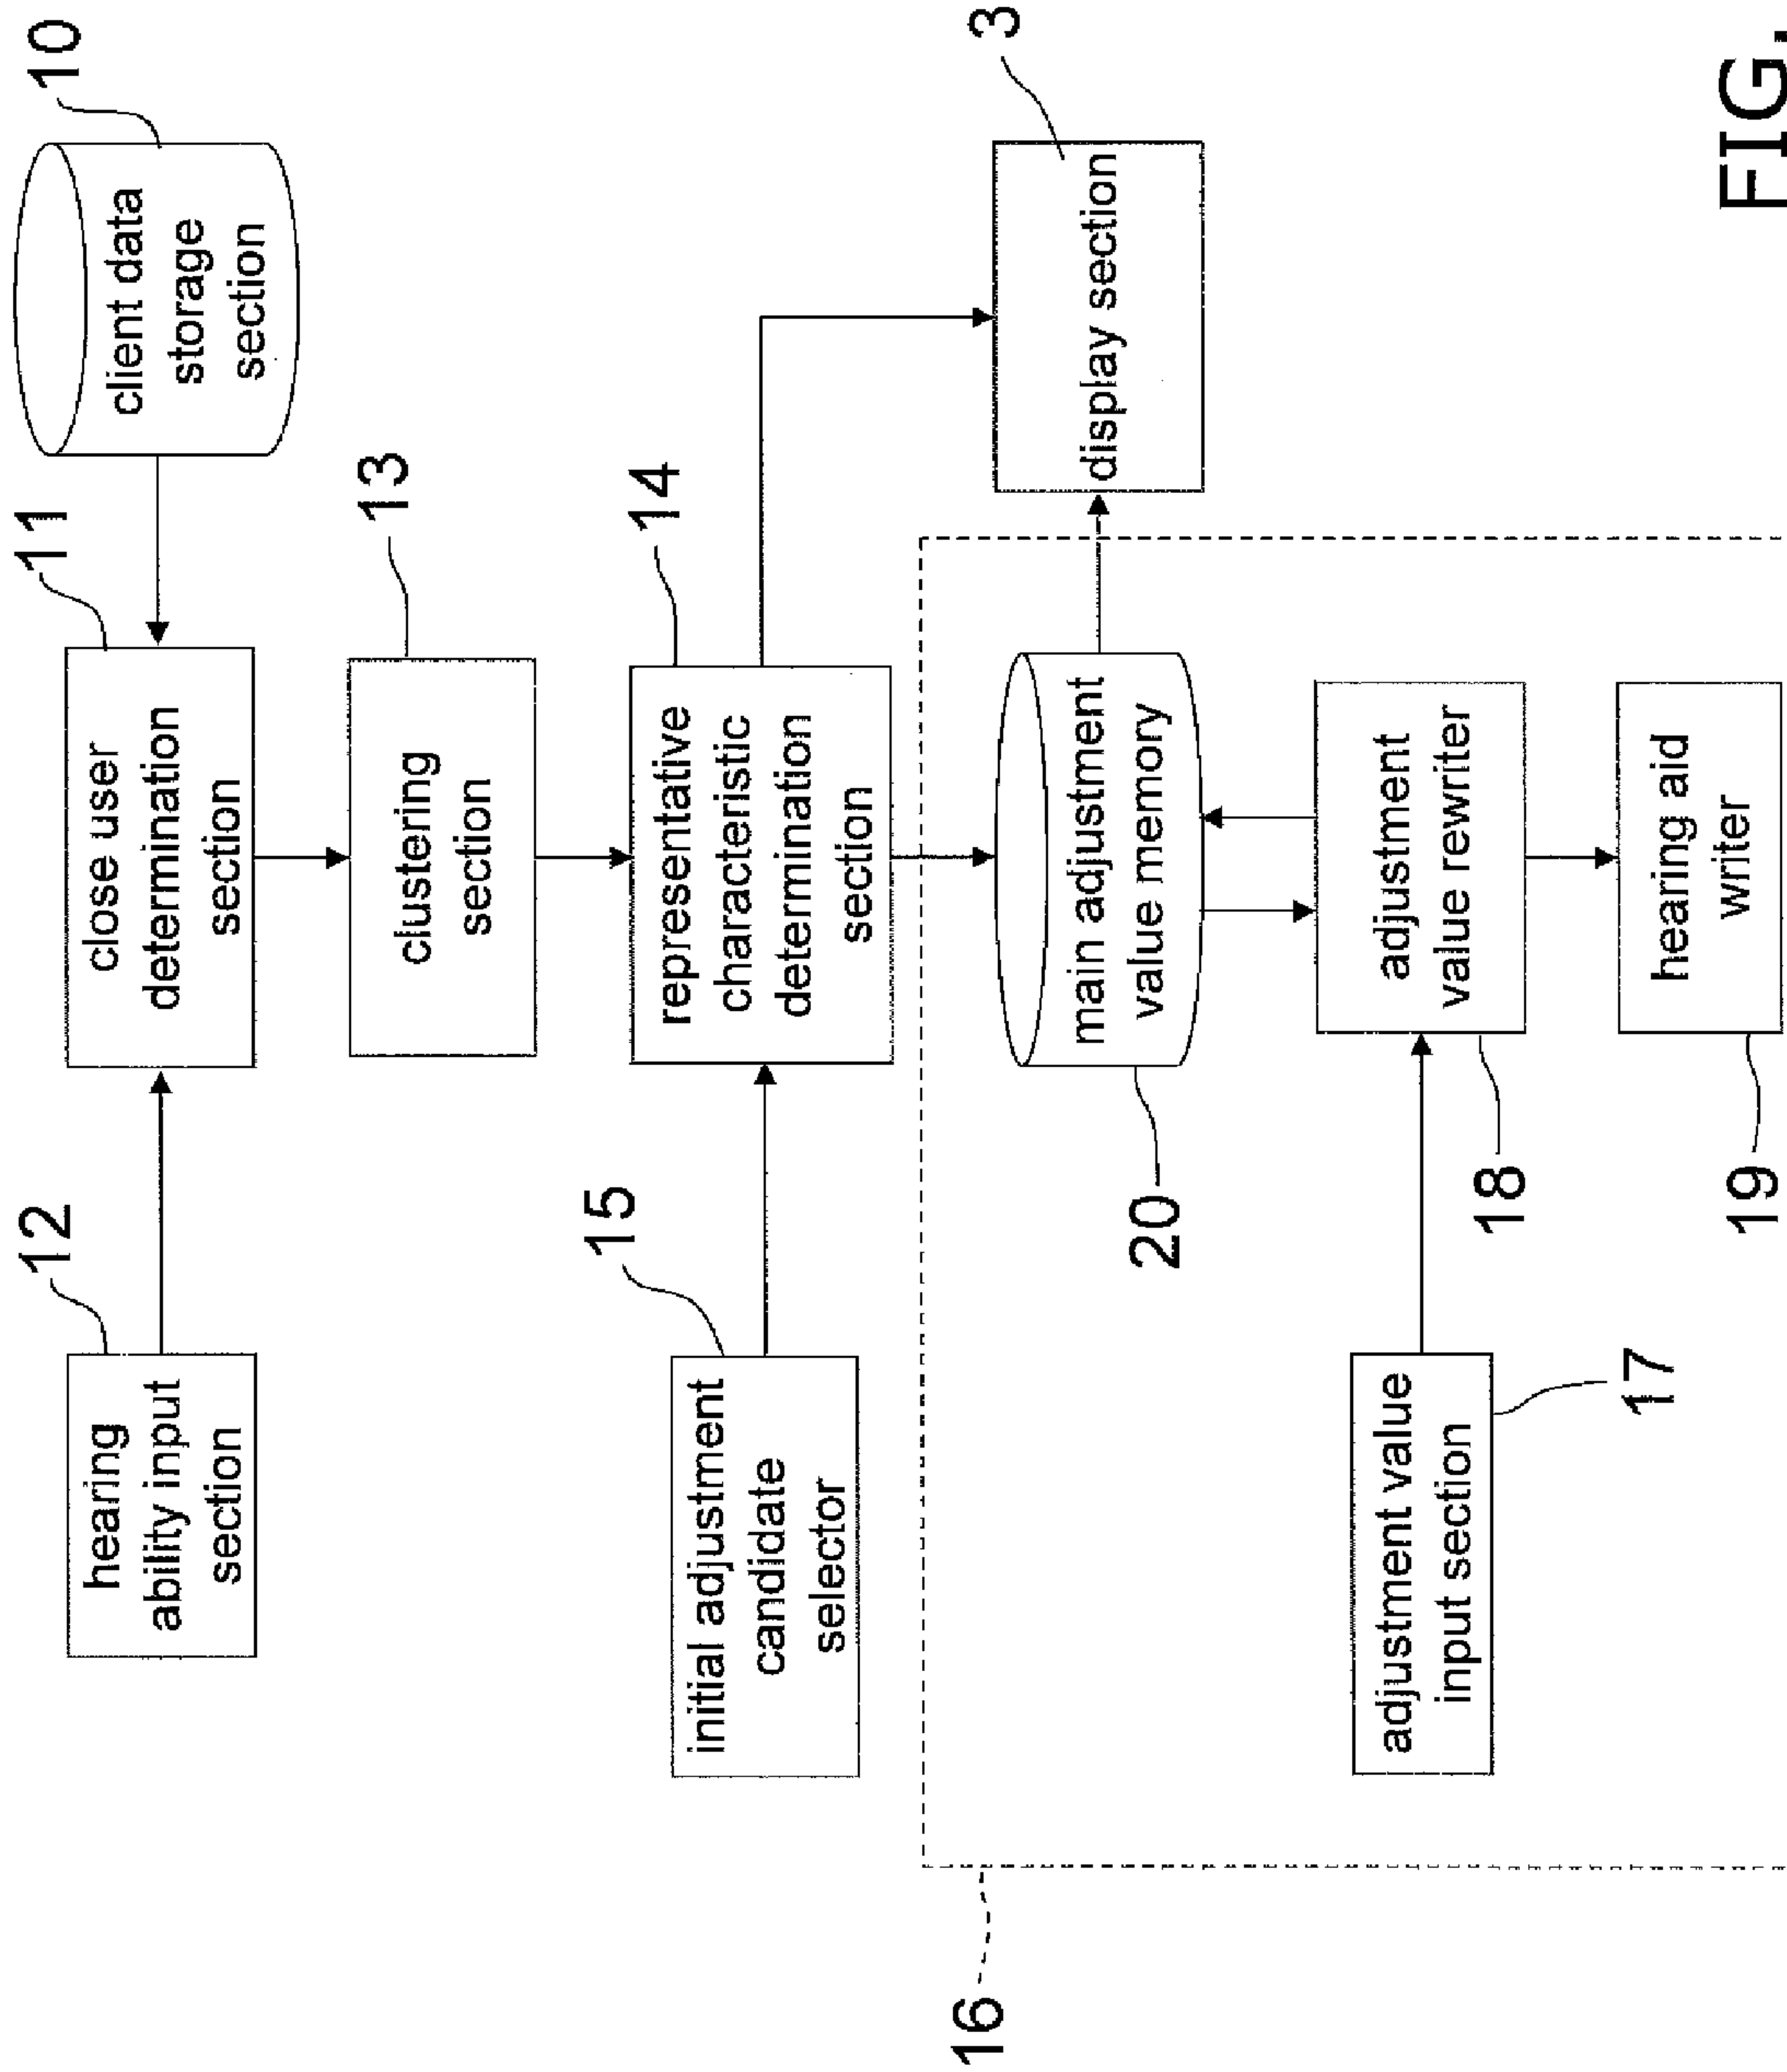 12
hearing
ability input
section
11
close user
determination
section
10
client data
storage
section
13
clustering
section
15
initial adjustment
candidate
selector
14
representative
characteristic
determination
section
3
display section
16
20
main adjustment
value memory
17
adjustment value
input section
18
adjustment
value rewriter
19
hearing aid
writer
FIG.